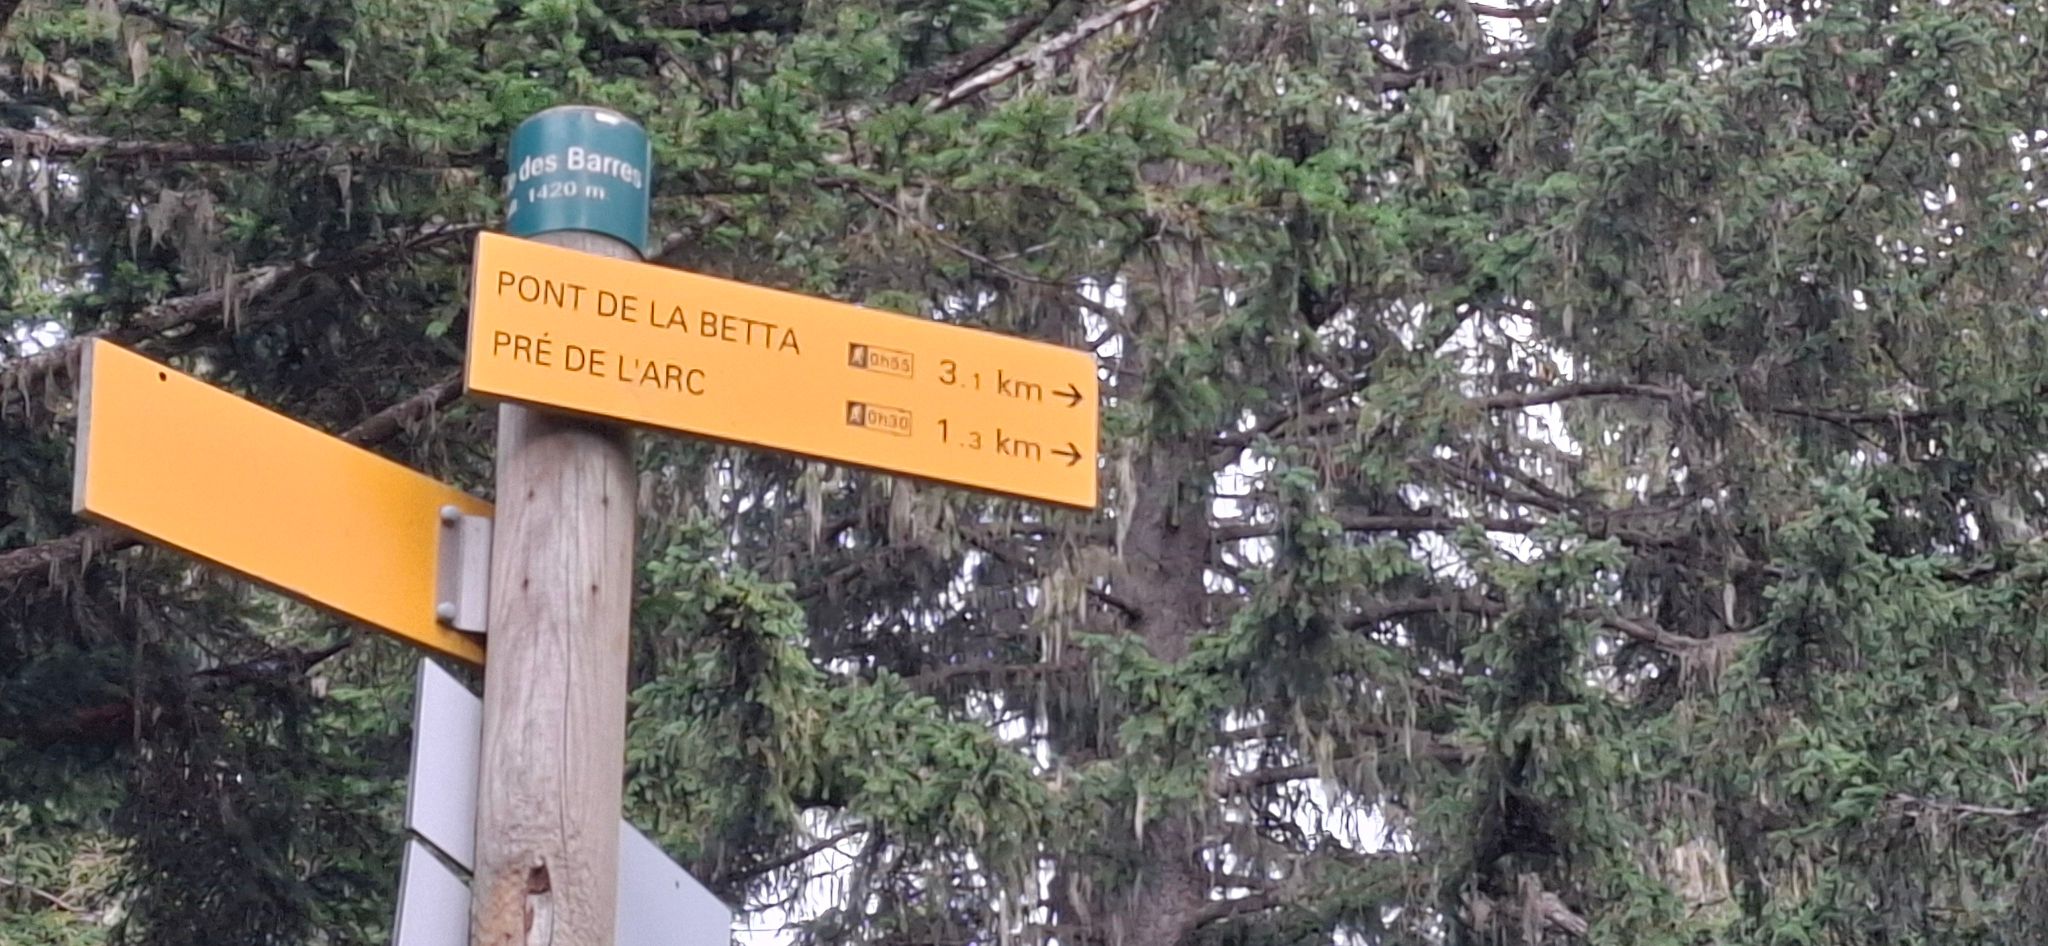 des Barres
1420 m
PONT DE LA BETTA 0h55 3.1 km →
PRÉ DE L'ARC 0h30 1.3 km →